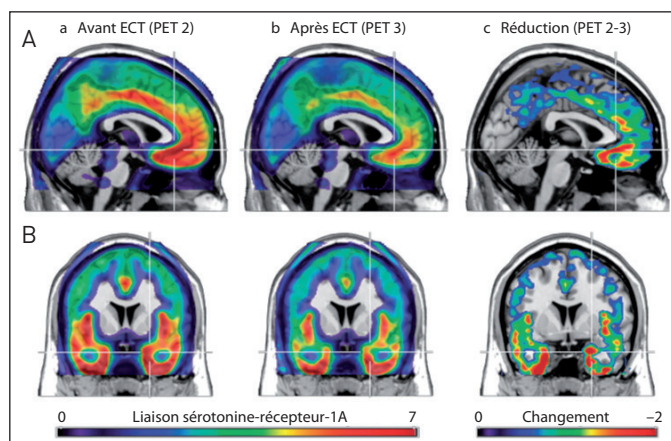 a Avant ECT (PET 2) b Après ECT (PET 3) c Réduction (PET 2-3)
A
B
0 Liaison sérotonine-récepteur-1A 7 0 Changement –2